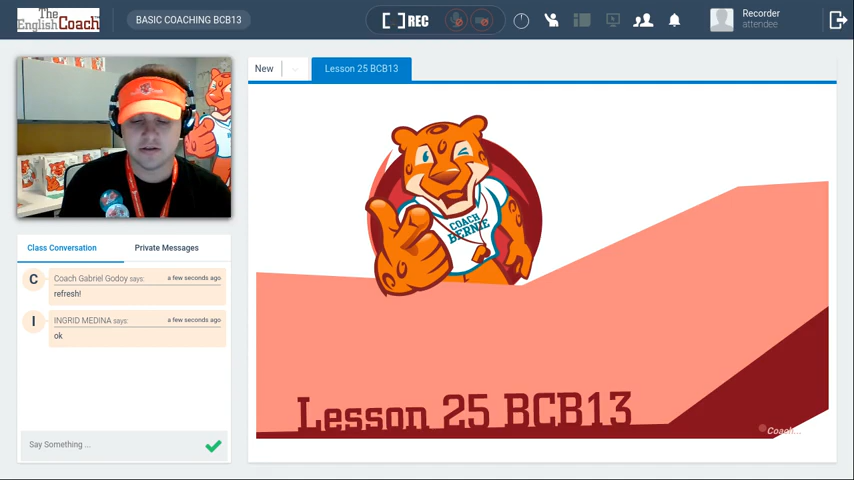 The
EnglishCoach
BASIC COACHING BCB13
REC
Recorder
attendee
New
Lesson 25 BCB13
COACH
BERNIE
Class Conversation
Private Messages
C
Coach Gabriel Godoy says:
a few seconds ago
refresh!
I
INGRID MEDINA says:
a few seconds ago
ok
Say Something ...
Lesson 25 BCB13
Coach...